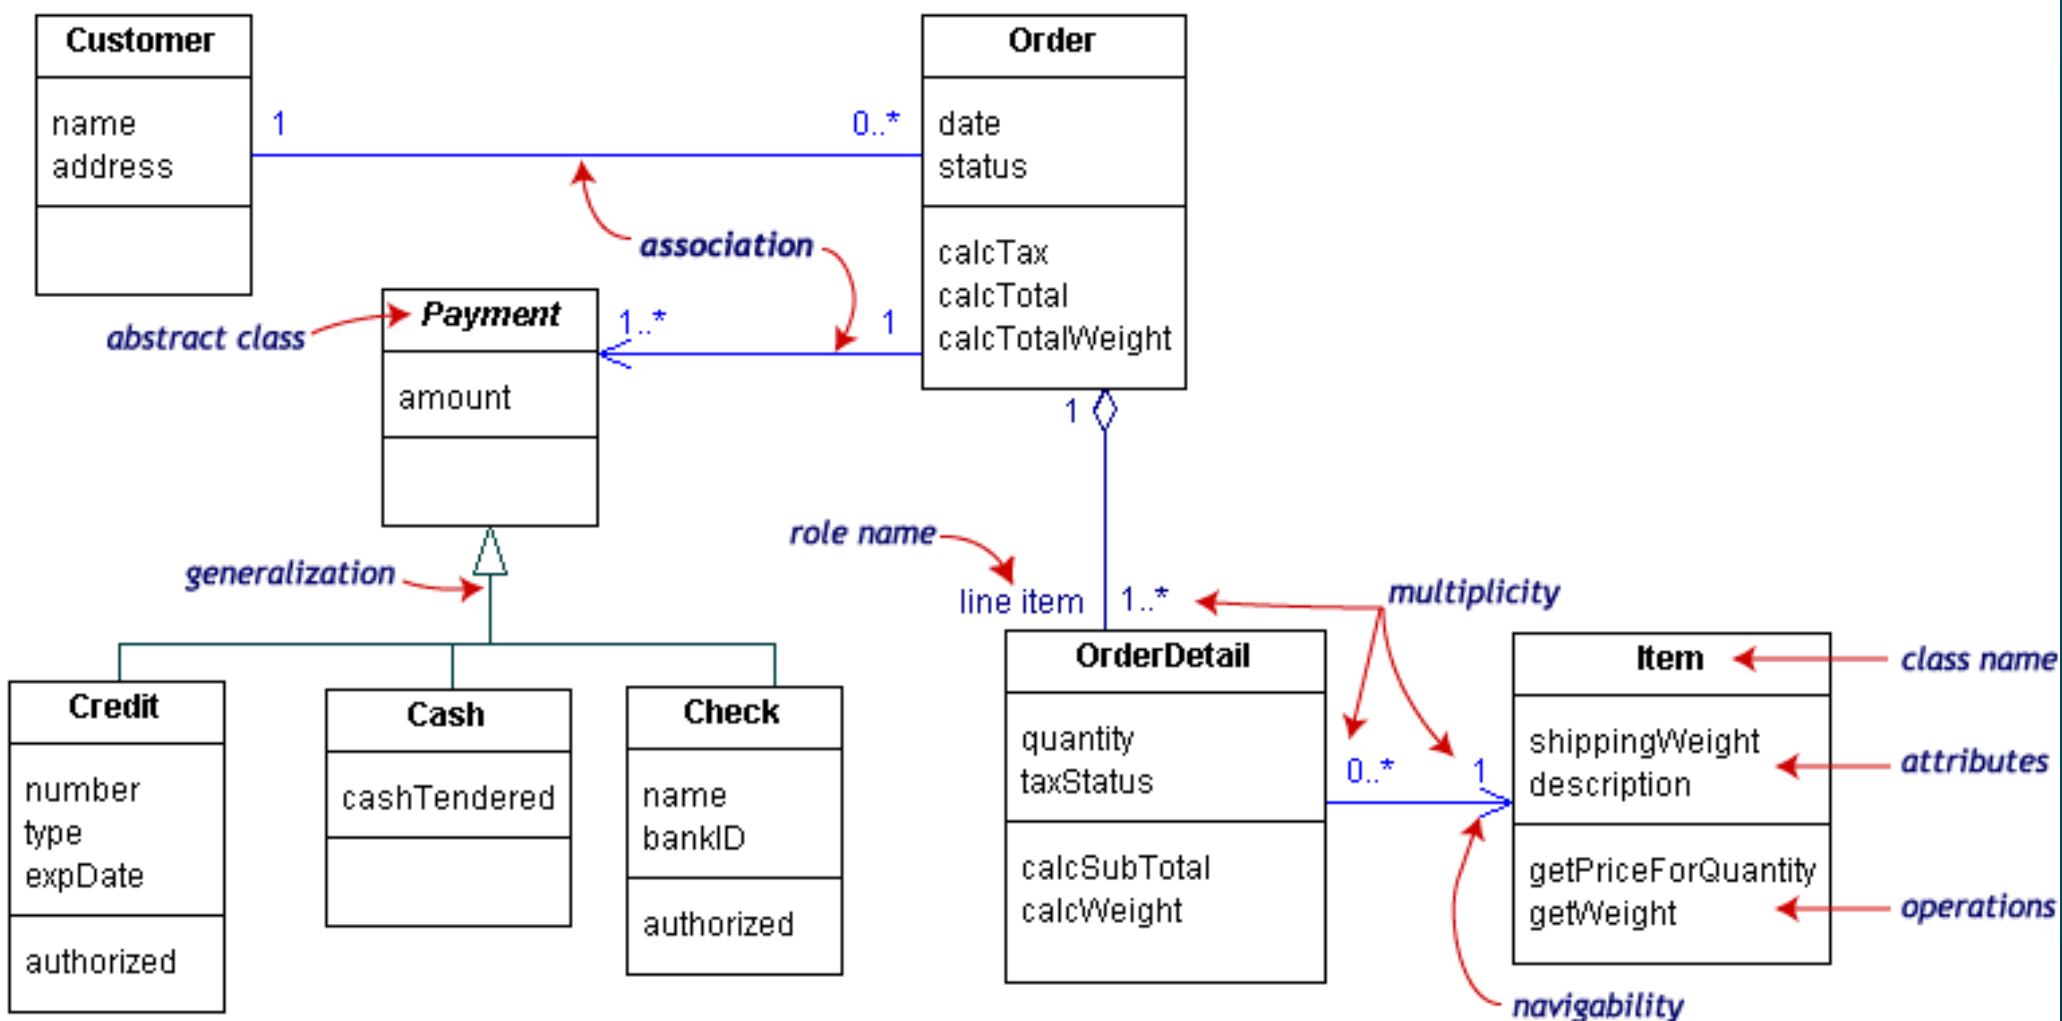 Customer
name
address
1
0..*
Order
date
status
calcTax
calcTotal
calcTotalWeight
association
abstract class
Payment
amount
1..*
1
1
generalization
role name
line item
1..*
multiplicity
Credit
number
type
expDate
authorized
Cash
cashTendered
Check
name
bankID
authorized
OrderDetail
quantity
taxStatus
calcSubTotal
calcWeight
0..*
1
Item
shippingWeight
description
getPriceForQuantity
getWeight
class name
attributes
operations
navigability